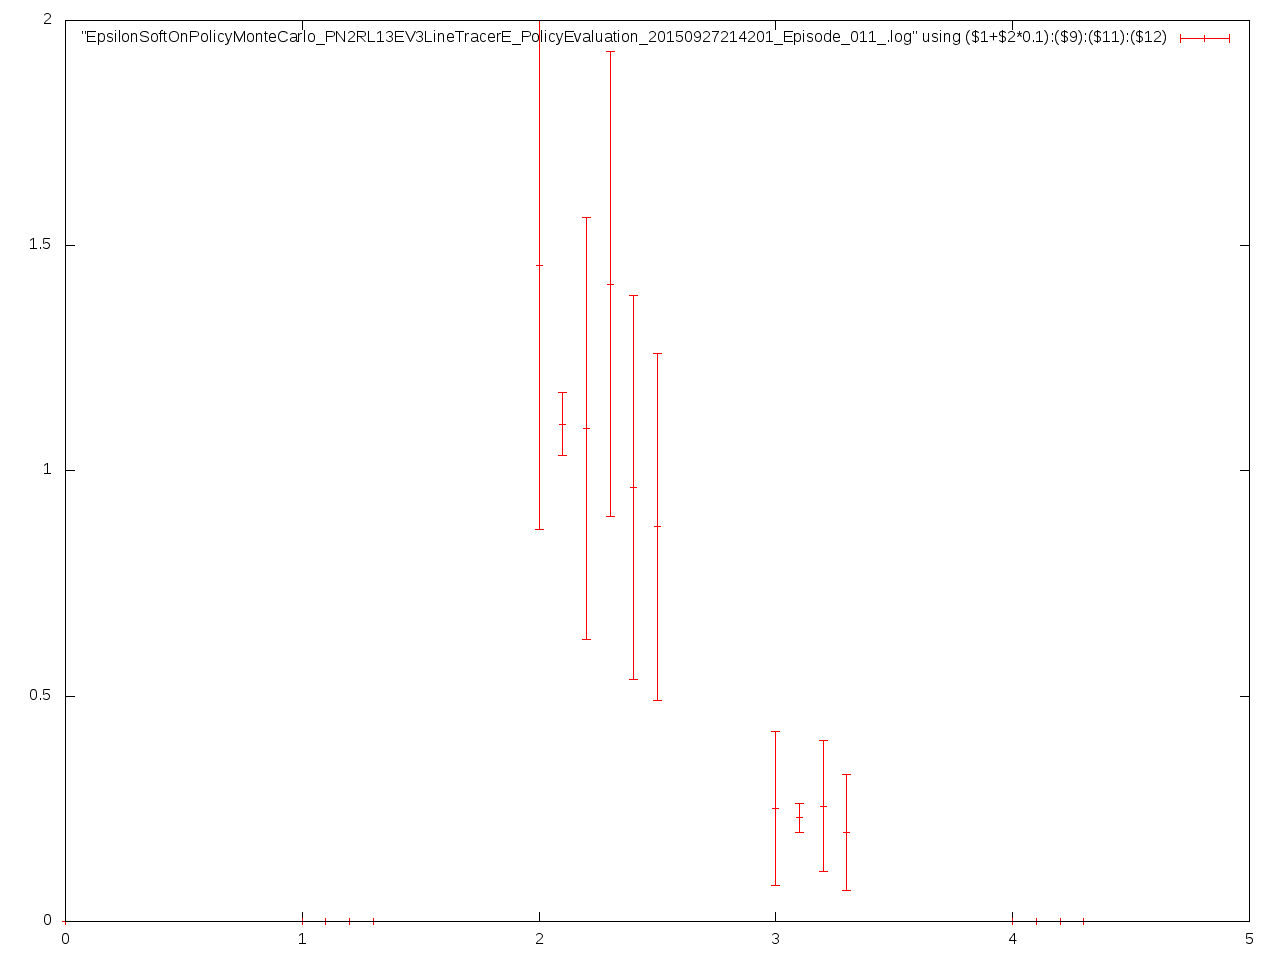 2
"EpsilonSoftOnPolicyMonteCarlo_PN2RL13EV3LineTracerE_PolicyEvaluation_20150927214201_Episode_011_.log" using ($1+$2*0.1):($9):($11):($12)
1.5
1
0.5
0
0 1 2 3 4 5